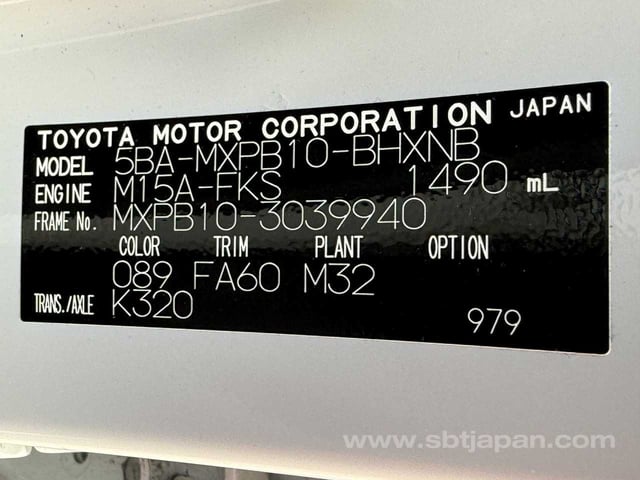 TOYOTA MOTOR CORPORATION JAPAN
MODEL 5BA-MXPB10-BHXNB
ENGINE M15A-FKS 1490 mL
FRAME No. MXPB10-3039940
COLOR TRIM PLANT OPTION
089 FA60 M32
TRANS./AXLE K320
979
www.sbtjapan.com